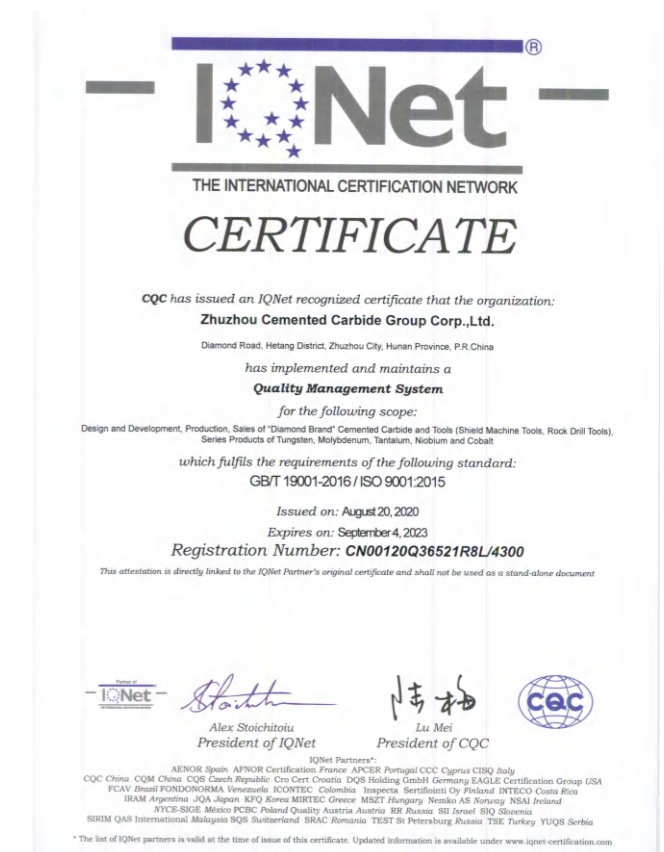 IQNet ®
THE INTERNATIONAL CERTIFICATION NETWORK
CERTIFICATE
CQC has issued an IQNet recognized certificate that the organization:
Zhuzhou Cemented Carbide Group Corp.,Ltd.
Diamond Road, Hetang District, Zhuzhou City, Hunan Province, P.R.China
has implemented and maintains a
Quality Management System
for the following scope:
Design and Development, Production, Sales of "Diamond Brand" Cemented Carbide and Tools (Shield Machine Tools, Rock Drill Tools),
Series Products of Tungsten, Molybdenum, Tantalum, Niobium and Cobalt
which fulfils the requirements of the following standard:
GB/T 19001-2016 / ISO 9001:2015
Issued on: August 20, 2020
Expires on: September 4, 2023
Registration Number: CN00120Q36521R8L/4300
This attestation is directly linked to the IQNet Partner's original certificate and shall not be used as a stand-alone document
Partner of
IQNet
CQC
Alex Stoichitoiu
President of IQNet
Lu Mei
President of CQC
IQNet Partners*:
AENOR Spain AFNOR Certification France APCER Portugal CCC Cyprus CISQ Italy
CQC China CQM China CQS Czech Republic Cro Cert Croatia DQS Holding GmbH Germany EAGLE Certification Group USA
FCAV Brazil FONDONORMA Venezuela ICONTEC Colombia Inspecta Sertifiointi Oy Finland INTECO Costa Rica
IRAM Argentina JQA Japan KFQ Korea MIRTEC Greece MSZT Hungary Nemko AS Norway NSAI Ireland
NYCE-SIGE México PCBC Poland Quality Austria Austria RR Russia SII Israel SIQ Slovenia
SIRIM QAS International Malaysia SQS Switzerland SRAC Romania TEST St Petersburg Russia TSE Turkey YUQS Serbia
* The list of IQNet partners is valid at the time of issue of this certificate. Updated information is available under www.iqnet-certification.com